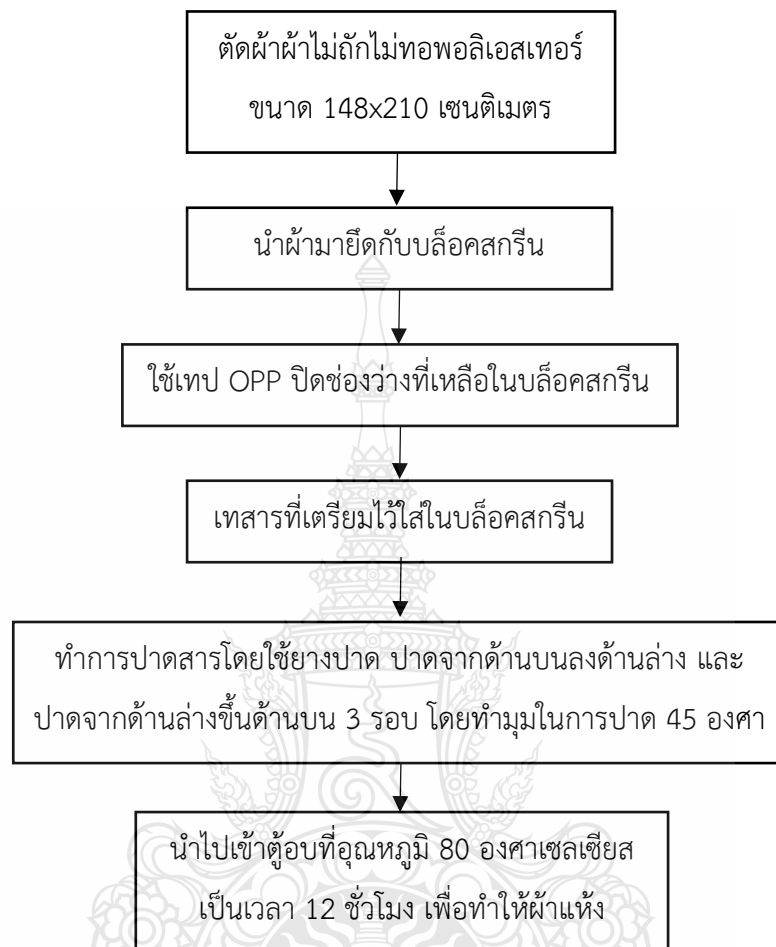 ตัดผ้าผ้าไม่ถักไม่ทอพอลิเอสเทอร์
ขนาด 148x210 เซนติเมตร
นำผ้ามายึดกับบล็อคสกรีน
ใช้เทป OPP ปิดช่องว่างที่เหลือในบล็อคสกรีน
เทสารที่เตรียมไว้ใส่ในบล็อคสกรีน
ทำการปาดสารโดยใช้ยางปาด ปาดจากด้านบนลงด้านล่าง และ
ปาดจากด้านล่างขึ้นด้านบน 3 รอบ โดยทำมุมในการปาด 45 องศา
นำไปเข้าตู้อบที่อุณหภูมิ 80 องศาเซลเซียส
เป็นเวลา 12 ชั่วโมง เพื่อทำให้ผ้าแห้ง